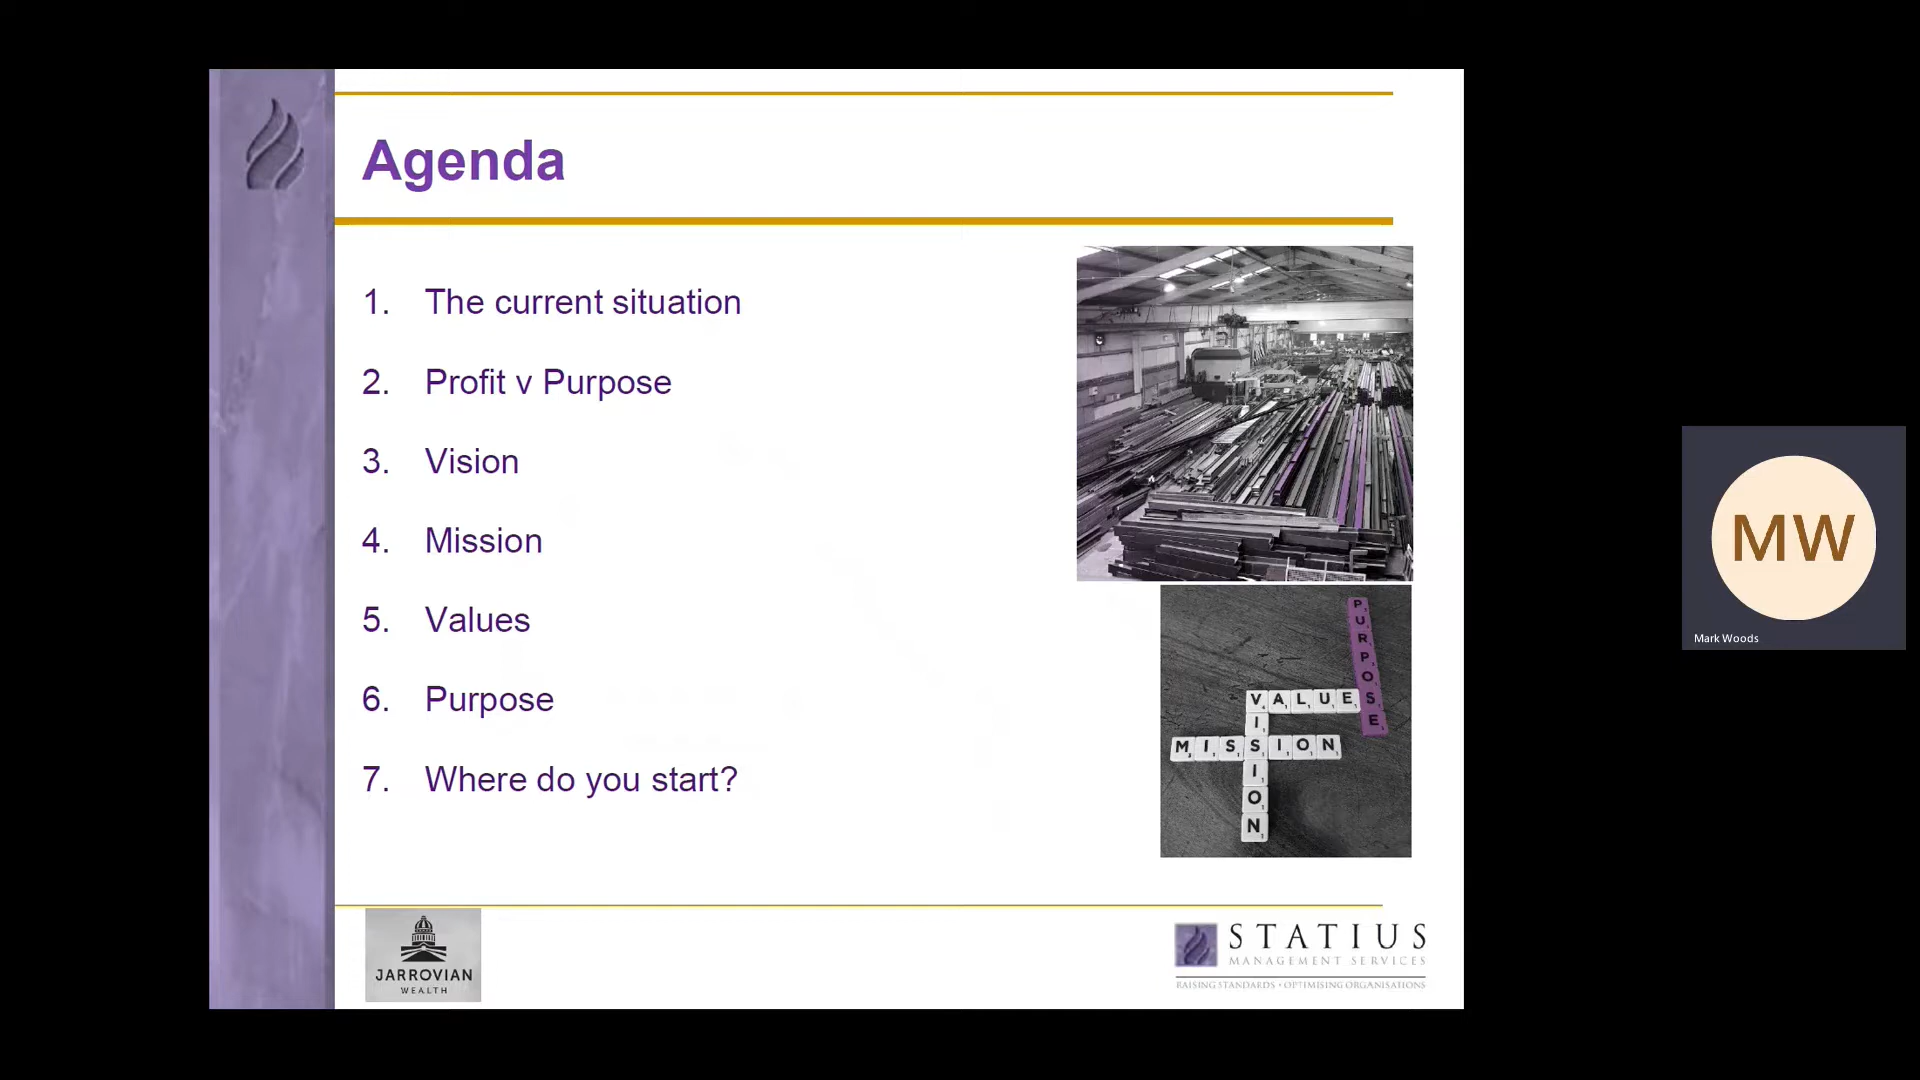 Agenda
1. The current situation
2. Profit v Purpose
3. Vision
4. Mission
5. Values
6. Purpose
7. Where do you start?
PURPOSE
VALUE
VISION
MISSION
JARROVIAN
WEALTH
STATIUS
MANAGEMENT SERVICES
RAISING STANDARDS • OPTIMISING ORGANISATIONS
MW
Mark Woods